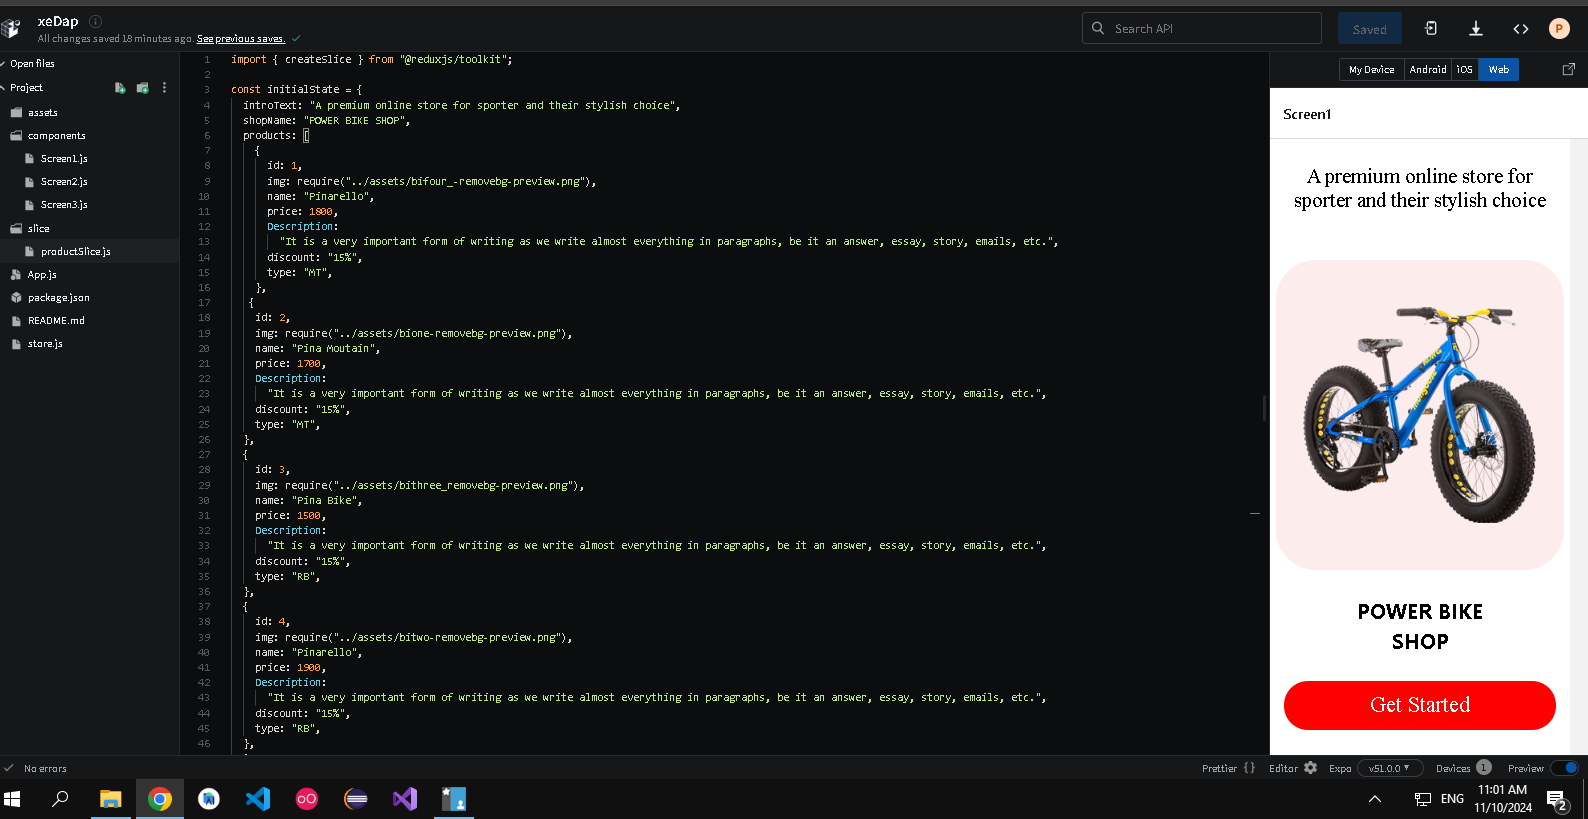 xeDap
All changes saved 18 minutes ago. See previous saves.
Search API
Saved
P
Open files
Project
assets
components
Screen1.js
Screen2.js
Screen3.js
slice
productSlice.js
App.js
package.json
README.md
store.js
1 import { createSlice } from "@reduxjs/toolkit";
2
3 const initialState = {
4 introText: "A premium online store for sporter and their stylish choice",
5 shopName: "POWER BIKE SHOP",
6 products: [
7 {
8 id: 1,
9 img: require("../assets/bifour_-removebg-preview.png"),
10 name: "Pinarello",
11 price: 1800,
12 Description:
13 "It is a very important form of writing as we write almost everything in paragraphs, be it an answer, essay, story, emails, etc.",
14 discount: "15%",
15 type: "MT",
16 },
17 {
18 id: 2,
19 img: require("../assets/bione-removebg-preview.png"),
20 name: "Pina Moutain",
21 price: 1700,
22 Description:
23 "It is a very important form of writing as we write almost everything in paragraphs, be it an answer, essay, story, emails, etc.",
24 discount: "15%",
25 type: "MT",
26 },
27 {
28 id: 3,
29 img: require("../assets/bithree_removebg-preview.png"),
30 name: "Pina Bike",
31 price: 1500,
32 Description:
33 "It is a very important form of writing as we write almost everything in paragraphs, be it an answer, essay, story, emails, etc.",
34 discount: "15%",
35 type: "RB",
36 },
37 {
38 id: 4,
39 img: require("../assets/bitwo-removebg-preview.png"),
40 name: "Pinarello",
41 price: 1900,
42 Description:
43 "It is a very important form of writing as we write almost everything in paragraphs, be it an answer, essay, story, emails, etc.",
44 discount: "15%",
45 type: "RB",
46 },
My Device Android iOS Web
Screen1
A premium online store for
sporter and their stylish choice
POWER BIKE
SHOP
Get Started
No errors
Prettier {} Editor Expo v51.0.0 Devices 1 Preview
ENG
11:01 AM
11/10/2024
2